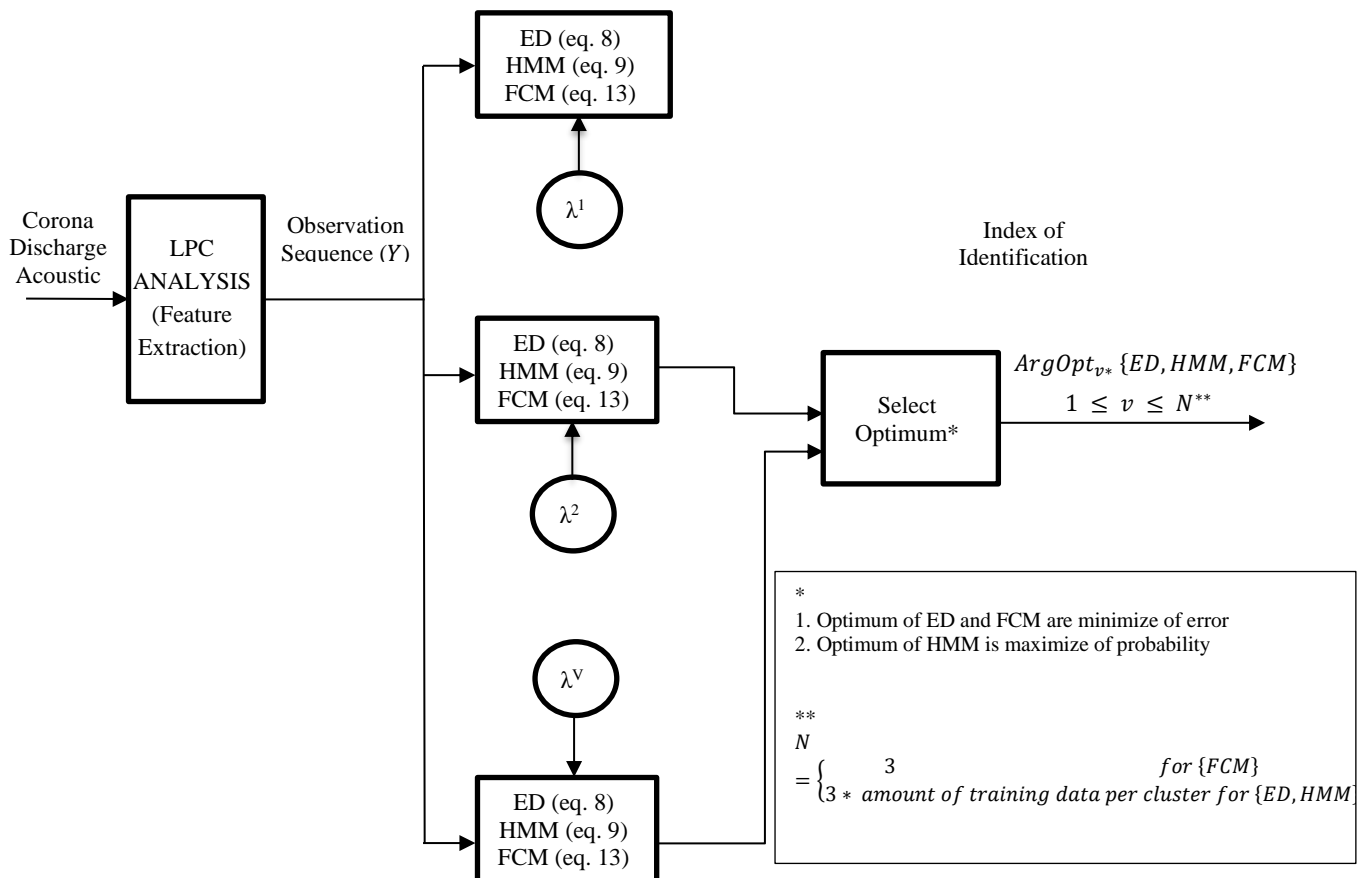 ED (eq. 8)
HMM (eq. 9)
FCM (eq. 13)
λ¹
Corona
Discharge
Acoustic
LPC
ANALYSIS
(Feature
Extraction)
Observation
Sequence (Y)
Index of
Identification
ED (eq. 8)
HMM (eq. 9)
FCM (eq. 13)
λ²
Select
Optimum*
ArgOptᵥ* {ED, HMM, FCM}
1 ≤ v ≤ N**
λⱽ
ED (eq. 8)
HMM (eq. 9)
FCM (eq. 13)
*
1. Optimum of ED and FCM are minimize of error
2. Optimum of HMM is maximize of probability
**
N
= { 3 for {FCM}
3 * amount of training data per cluster for {ED, HMM}